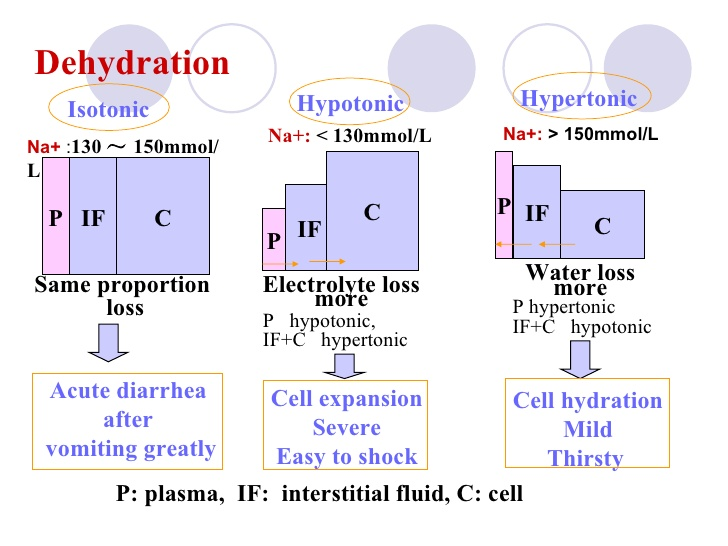 Dehydration
Isotonic
Na+ :130 ～ 150mmol/
L
P IF C
Same proportion
loss
Acute diarrhea
after
vomiting greatly
Hypotonic
Na+: < 130mmol/L
P IF C
Electrolyte loss
more
P hypotonic,
IF+C hypertonic
Cell expansion
Severe
Easy to shock
Hypertonic
Na+: > 150mmol/L
P IF C
Water loss
more
P hypertonic
IF+C hypotonic
Cell hydration
Mild
Thirsty
P: plasma, IF: interstitial fluid, C: cell